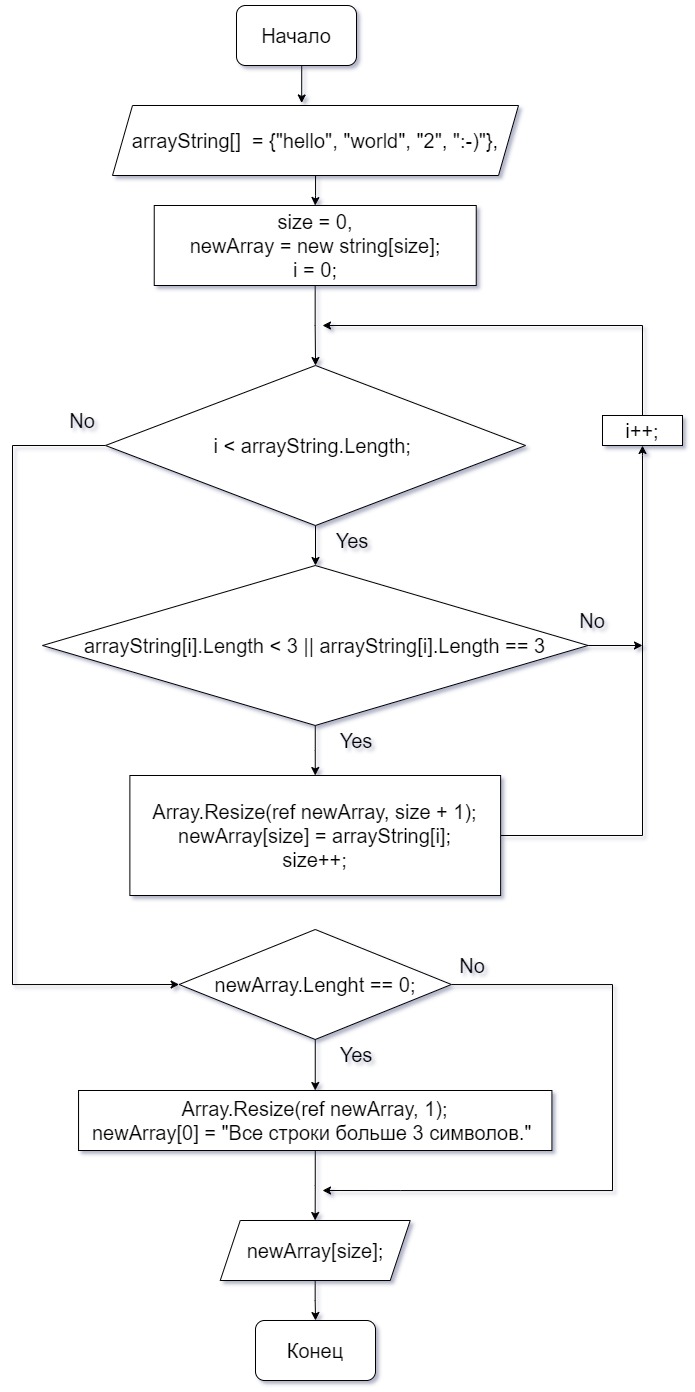 Начало
arrayString[]  = {"hello", "world", "2", ":-)"},
size = 0,
newArray = new string[size];
i = 0;
No
i < arrayString.Length;
i++;
Yes
No
arrayString[i].Length < 3 || arrayString[i].Length == 3
Yes
Array.Resize(ref newArray, size + 1);
newArray[size] = arrayString[i];
size++;
No
newArray.Lenght == 0;
Yes
Array.Resize(ref newArray, 1);
newArray[0] = "Все строки больше 3 символов."
newArray[size];
Конец